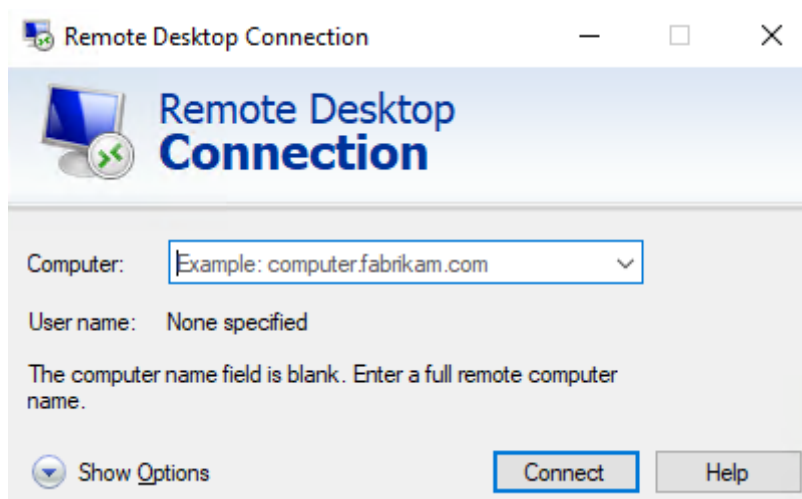 Remote Desktop Connection
Remote Desktop
Connection
Computer: Example: computer.fabrikam.com
User name: None specified
The computer name field is blank. Enter a full remote computer
name.
Show Options Connect Help